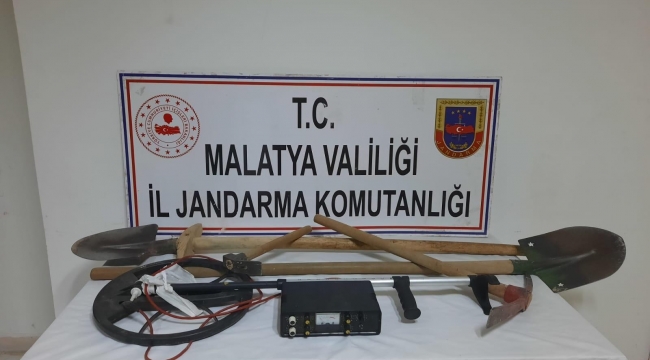 T.C.
MALATYA VALİLİĞİ
İL JANDARMA KOMUTANLIĞI